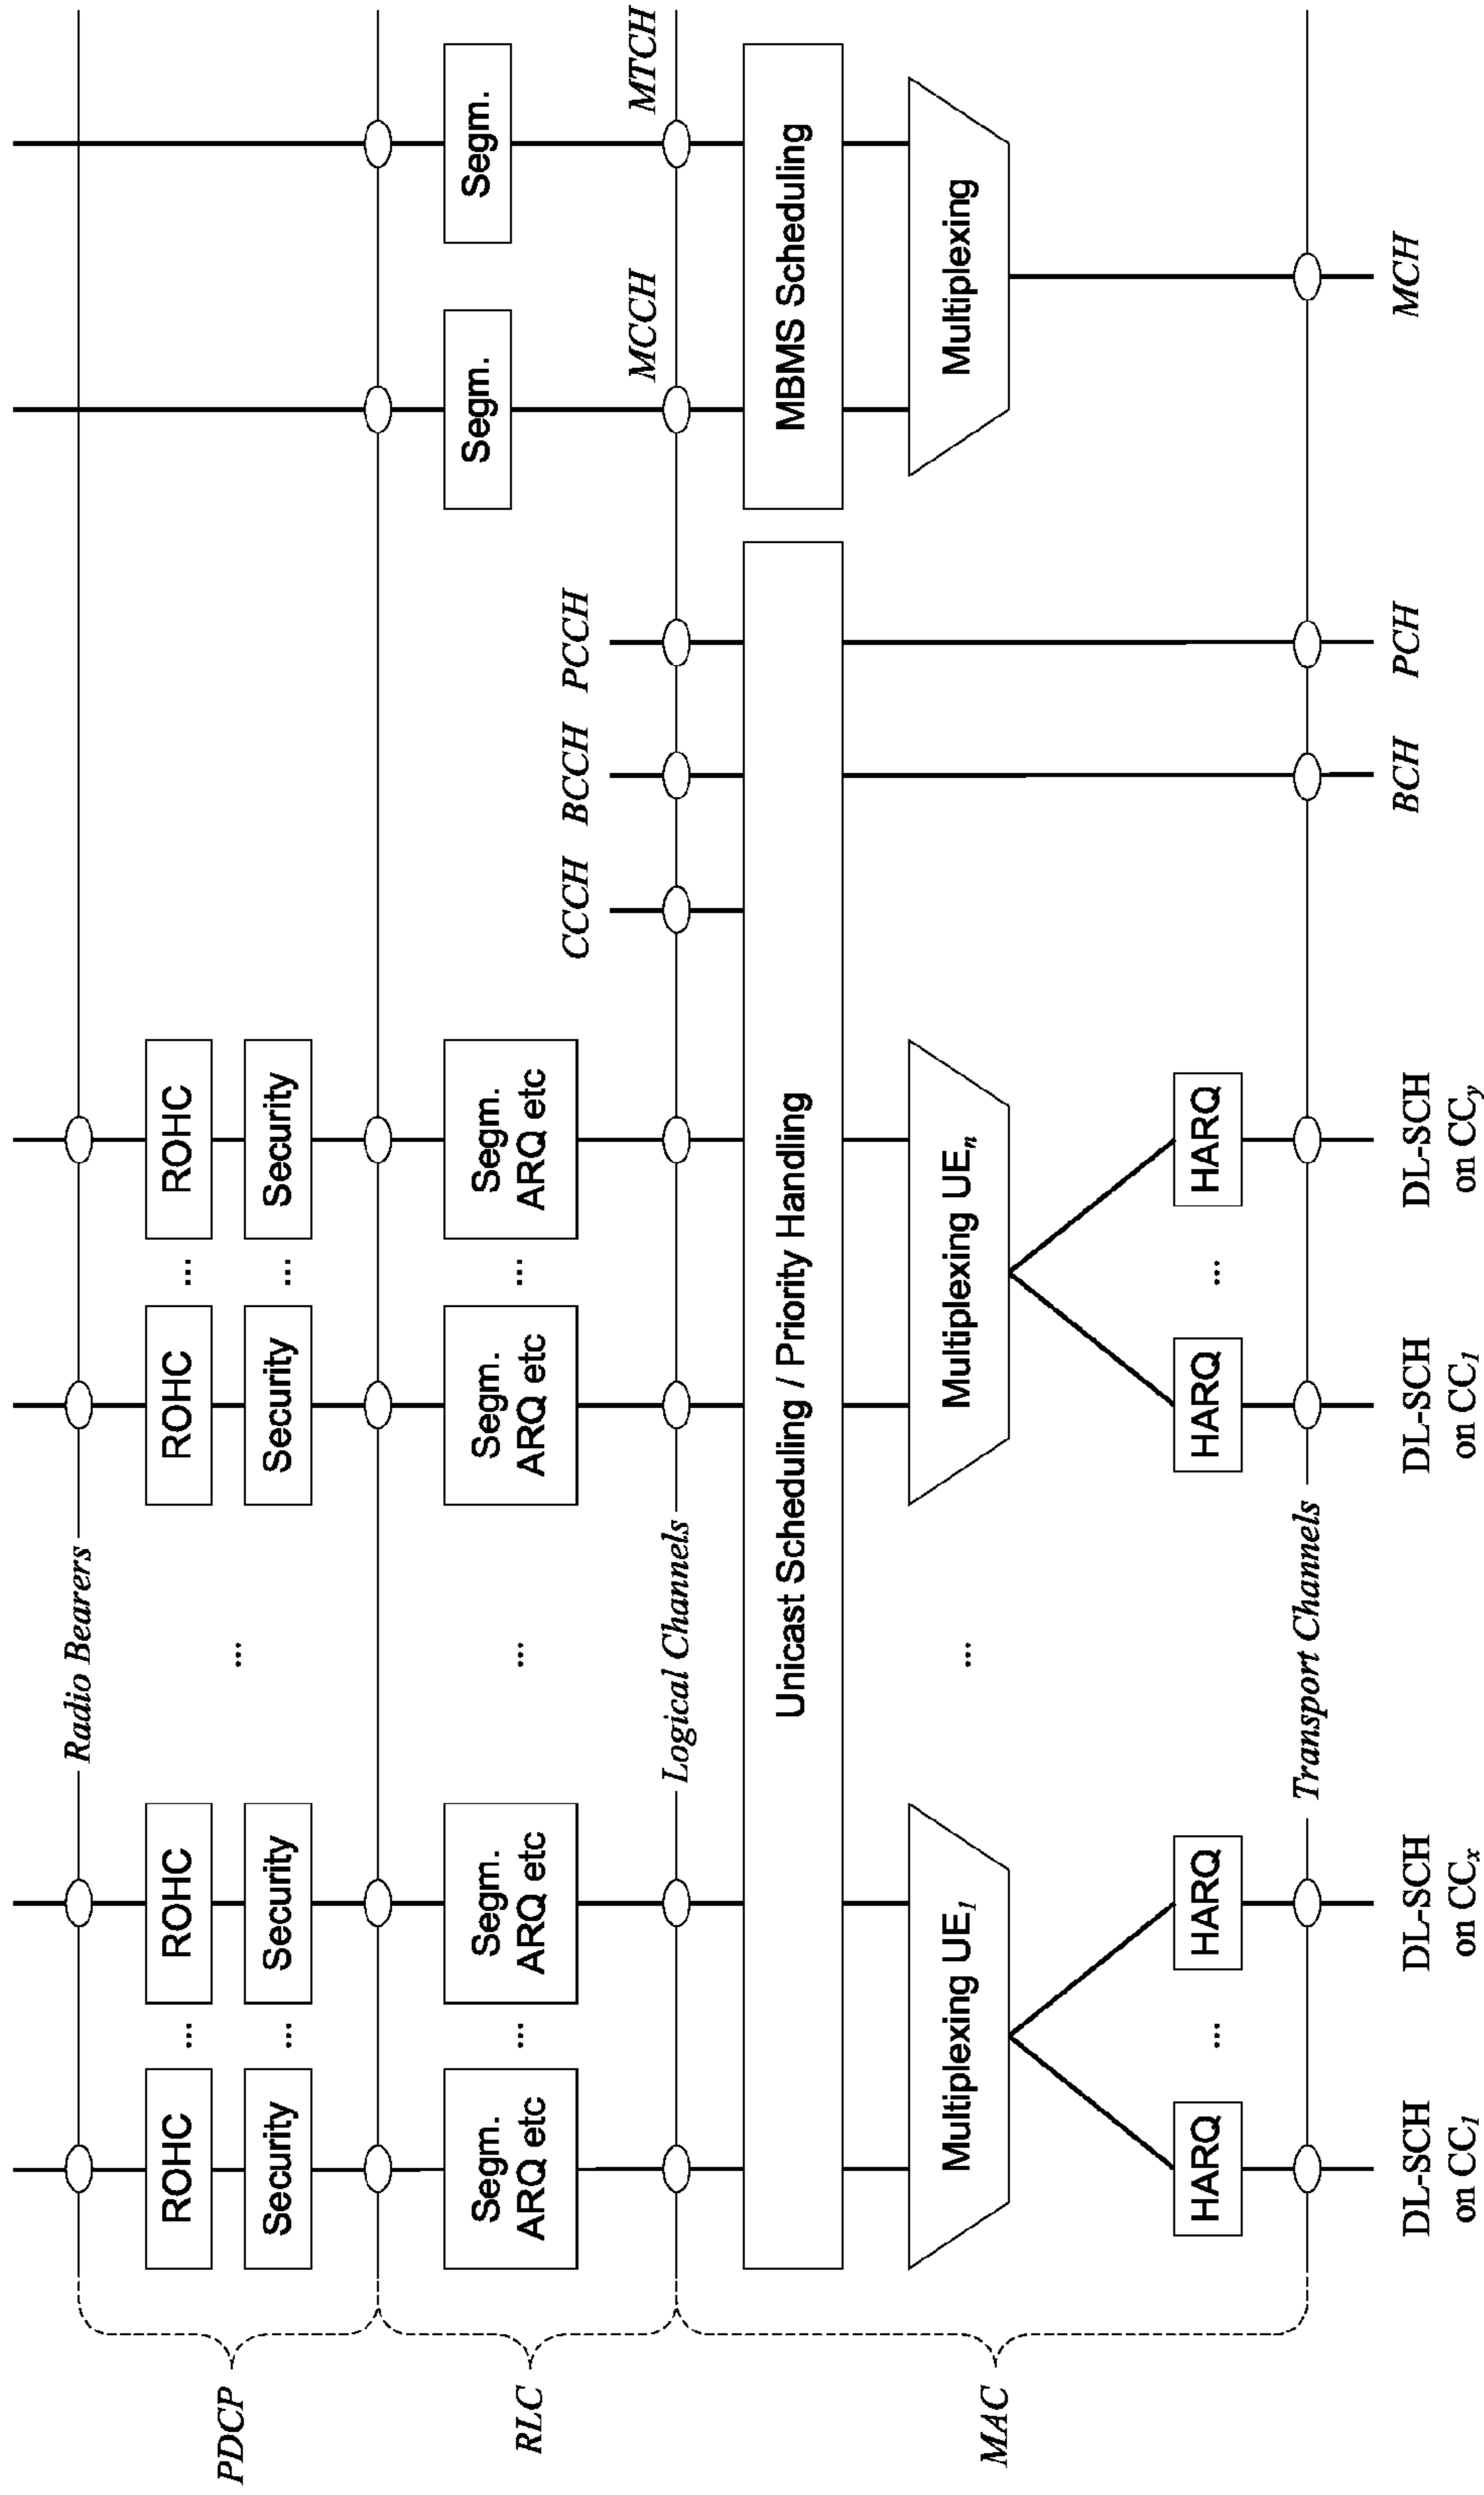 Radio Bearers
ROHC ... ROHC ROHC ... ROHC
PDCP ...
Security ... Security Security ... Security
Segm. Segm. Segm. Segm. Segm. Segm.
RLC ARQ etc ... ARQ etc ... ARQ etc ... ARQ etc
CCCH BCCH PCCH
MCCH MTCH
Logical Channels
Unicast Scheduling / Priority Handling MBMS Scheduling
Multiplexing UE1 ... Multiplexing UEn Multiplexing
MAC
HARQ ... HARQ HARQ ... HARQ
Transport Channels
DL-SCH DL-SCH DL-SCH DL-SCH BCH PCH MCH
on CC1 on CCx on CC1 on CCy